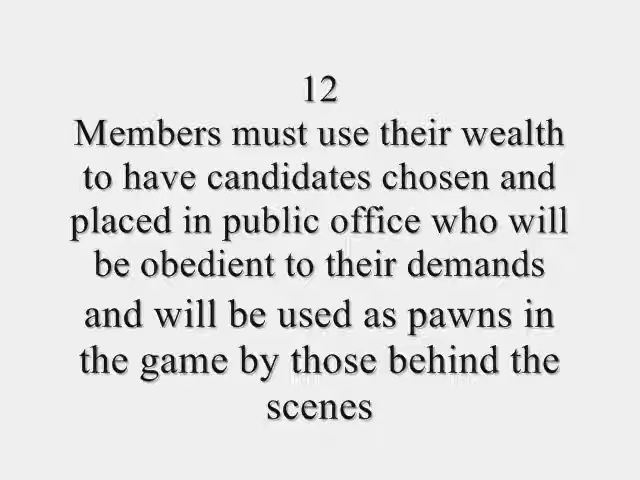 12
Members must use their wealth
to have candidates chosen and
placed in public office who will
be obedient to their demands
and will be used as pawns in
the game by those behind the
scenes